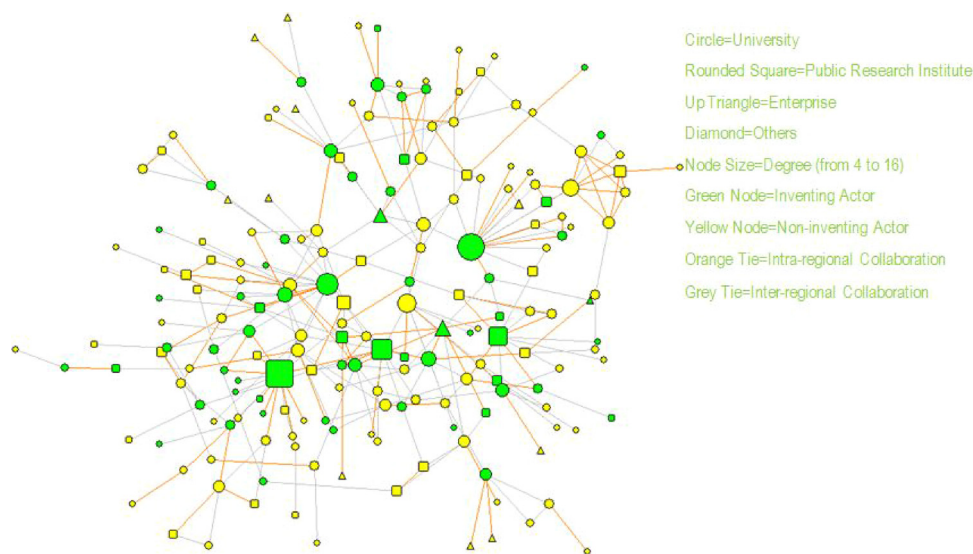 Circle=University
Rounded Square=Public Research Institute
Up Triangle=Enterprise
Diamond=Others
Node Size=Degree (from 4 to 16)
Green Node=Inventing Actor
Yellow Node=Non-inventing Actor
Orange Tie=Intra-regional Collaboration
Grey Tie=Inter-regional Collaboration